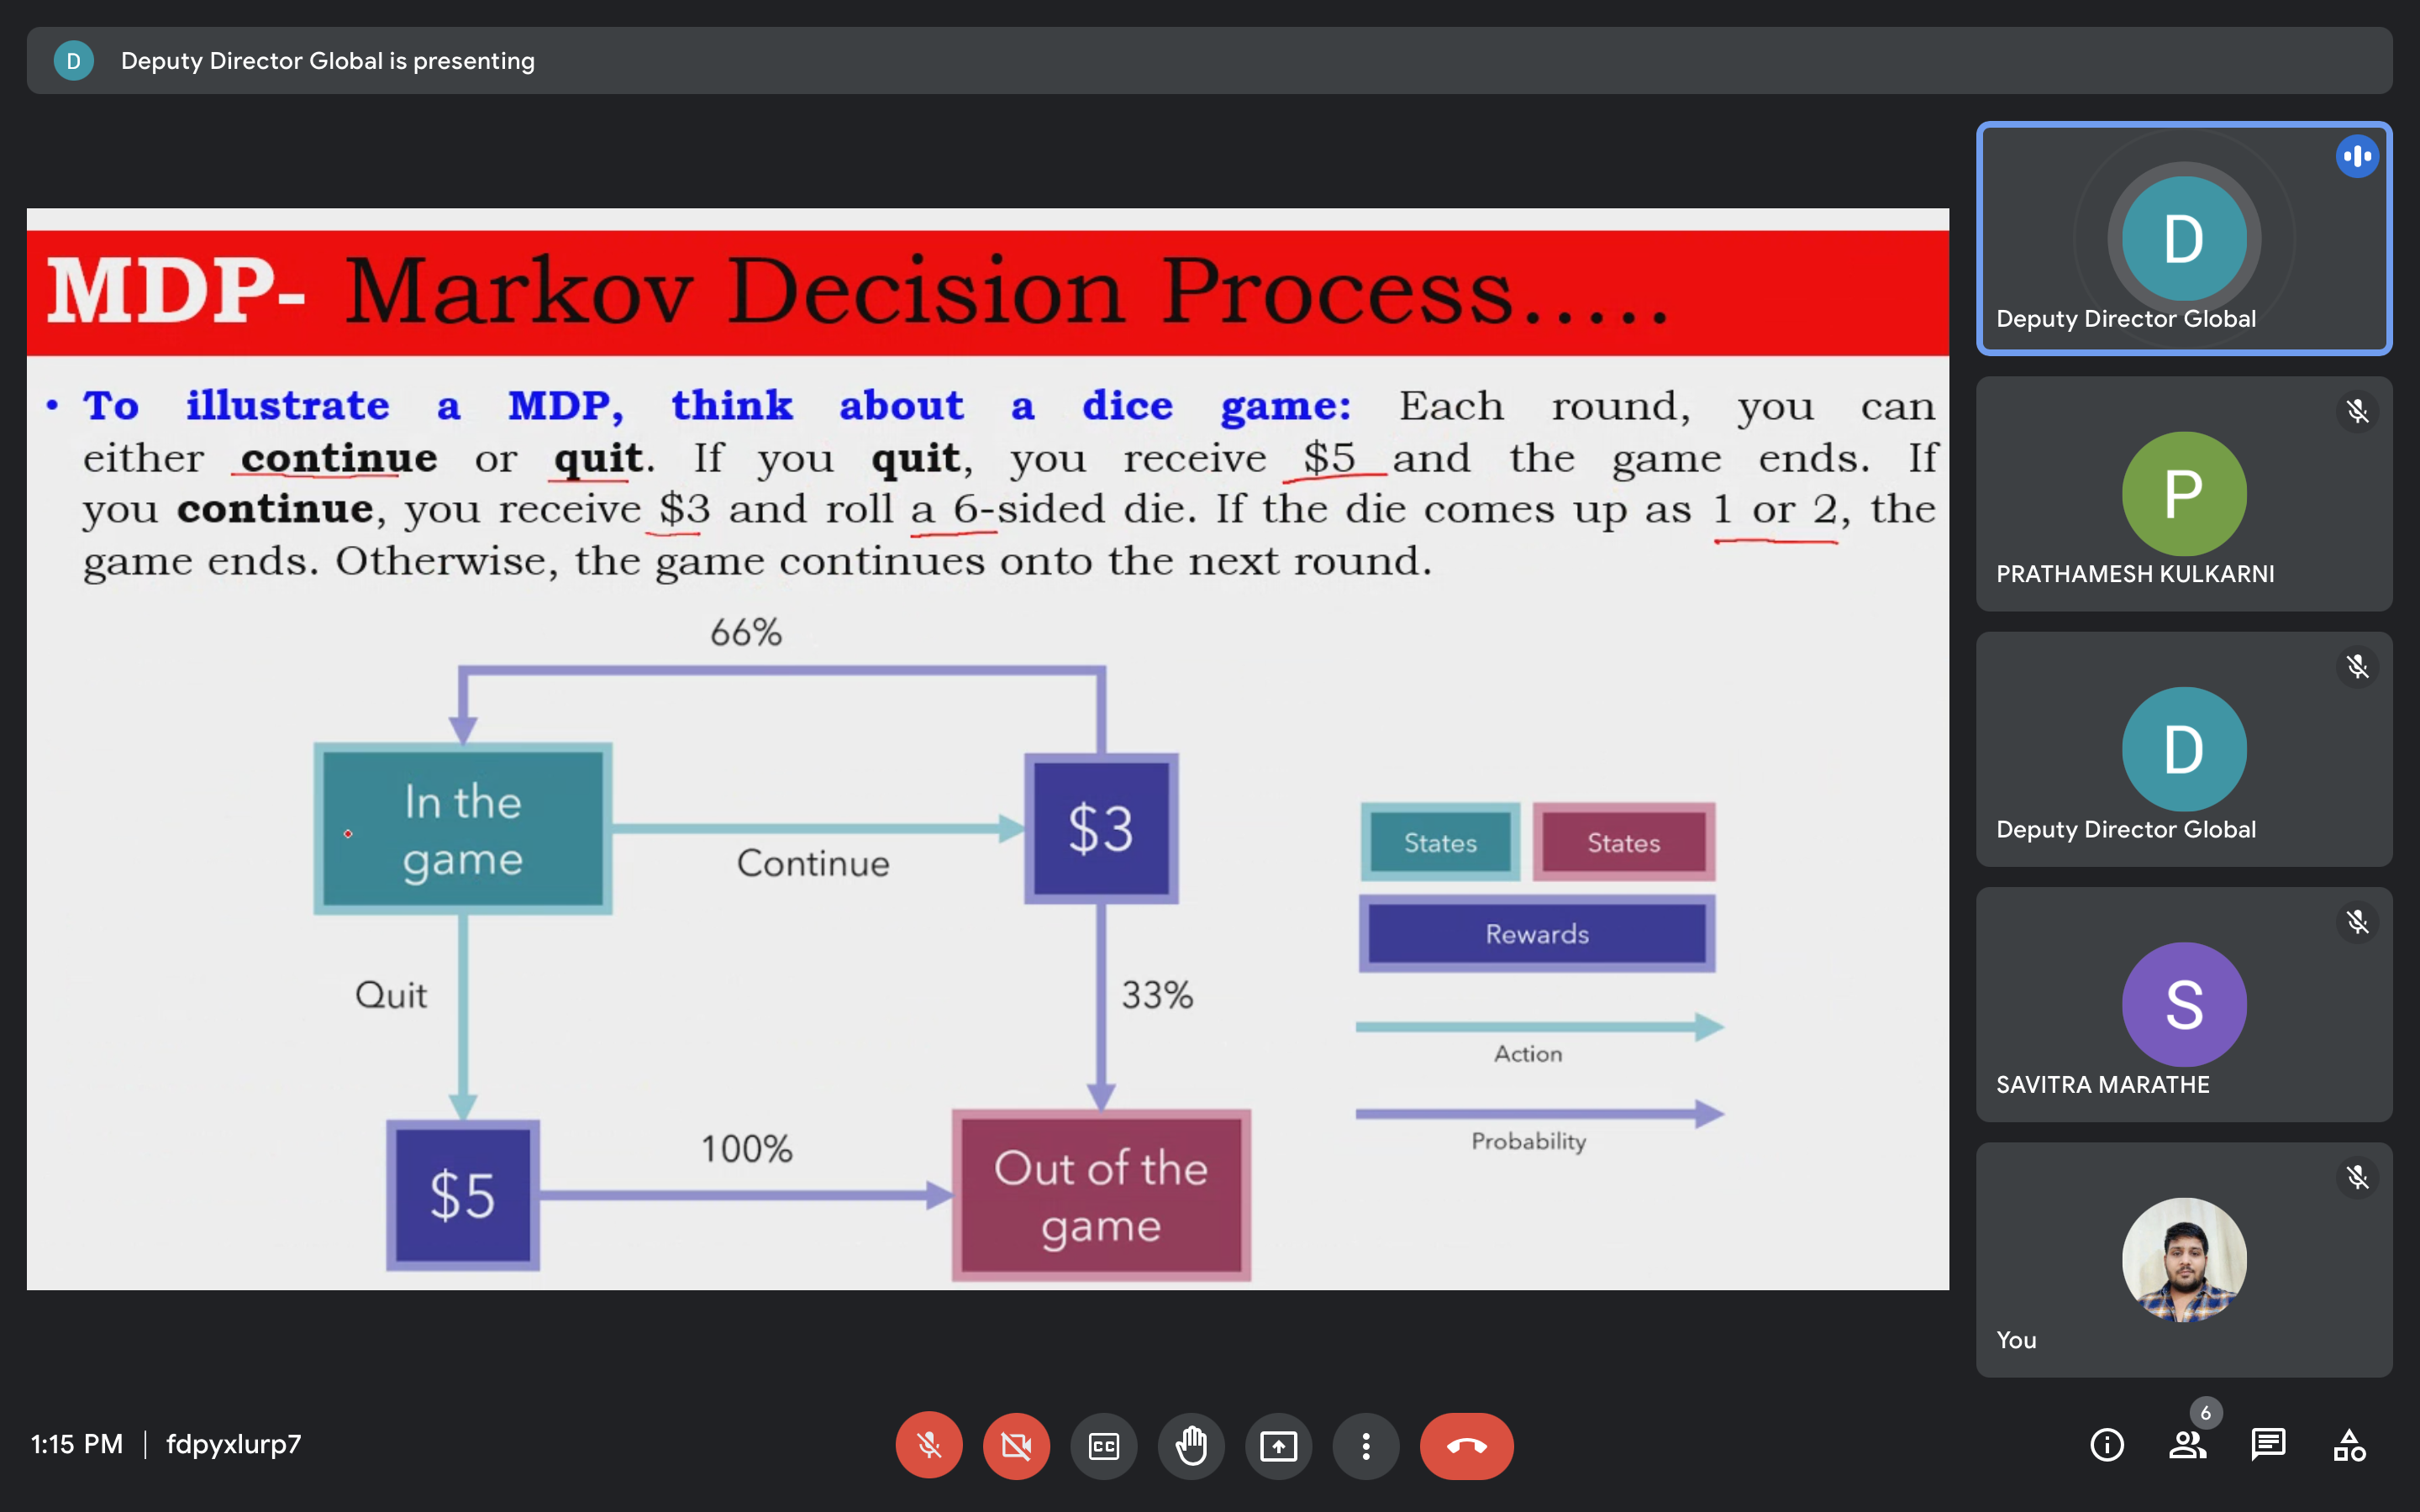 D Deputy Director Global is presenting
MDP- Markov Decision Process.....
• To illustrate a MDP, think about a dice game: Each round, you can
either continue or quit. If you quit, you receive $5 and the game ends. If
you continue, you receive $3 and roll a 6-sided die. If the die comes up as 1 or 2, the
game ends. Otherwise, the game continues onto the next round.
66%
In the
game
Continue
$3
Quit
33%
$5
100%
Out of the
game
States
States
Rewards
Action
Probability
D
Deputy Director Global
P
PRATHAMESH KULKARNI
D
Deputy Director Global
S
SAVITRA MARATHE
You
1:15 PM | fdpyxlurp7
CC
6